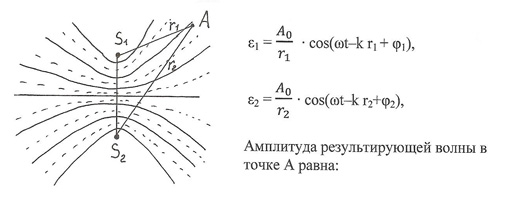 S₁
A
r₁
r₂
S₂
ε₁ = A₀/r₁ · cos(ωt–k r₁ + φ₁),
ε₂ = A₀/r₂ · cos(ωt–k r₂+φ₂),
Амплитуда результирующей волны в
точке А равна: